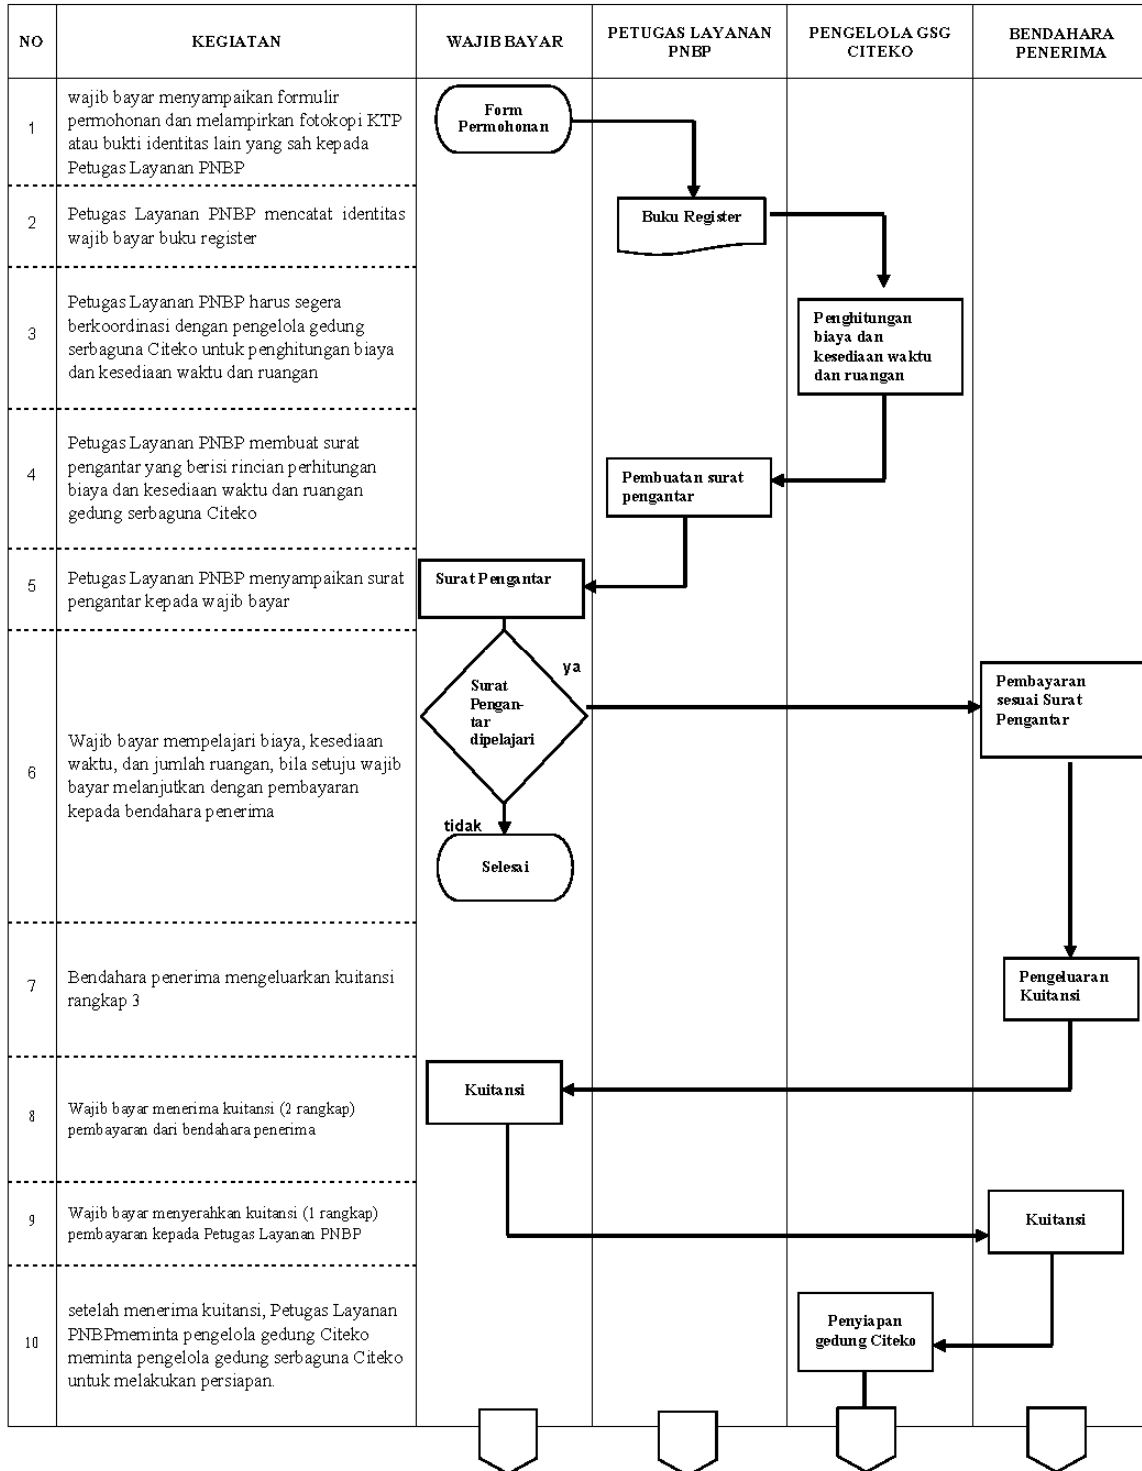 NO
KEGIATAN
WAJIB BAYAR
PETUGAS LAYANAN
PNBP
PENGELOLA GSG
CITEKO
BENDAHARA
PENERIMA
1
wajib bayar menyampaikan formulir
permohonan dan melampirkan fotokopi KTP
atau bukti identitas lain yang sah kepada
Petugas Layanan PNBP
Form
Permohonan
2
Petugas Layanan PNBP mencatat identitas
wajib bayar buku register
Buku Register
3
Petugas Layanan PNBP harus segera
berkoordinasi dengan pengelola gedung
serbaguna Citeko untuk penghitungan biaya
dan kesediaan waktu dan ruangan
Penghitungan
biaya dan
kesediaan waktu
dan ruangan
4
Petugas Layanan PNBP membuat surat
pengantar yang berisi rincian perhitungan
biaya dan kesediaan waktu dan ruangan
gedung serbaguna Citeko
Pembuatan surat
pengantar
5
Petugas Layanan PNBP menyampaikan surat
pengantar kepada wajib bayar
Surat Pengantar
6
Wajib bayar mempelajari biaya, kesediaan
waktu, dan jumlah ruangan, bila setuju wajib
bayar melanjutkan dengan pembayaran
kepada bendahara penerima
Surat
Pengan-
tar
dipelajari
ya
Pembayaran
sesuai Surat
Pengantar
tidak
Selesai
7
Bendahara penerima mengeluarkan kuitansi
rangkap 3
Pengeluaran
Kuitansi
8
Wajib bayar menerima kuitansi (2 rangkap)
pembayaran dari bendahara penerima
Kuitansi
9
Wajib bayar menyerahkan kuitansi (1 rangkap)
pembayaran kepada Petugas Layanan PNBP
Kuitansi
10
setelah menerima kuitansi, Petugas Layanan
PNBPmeminta pengelola gedung Citeko
meminta pengelola gedung serbaguna Citeko
untuk melakukan persiapan.
Penyiapan
gedung Citeko